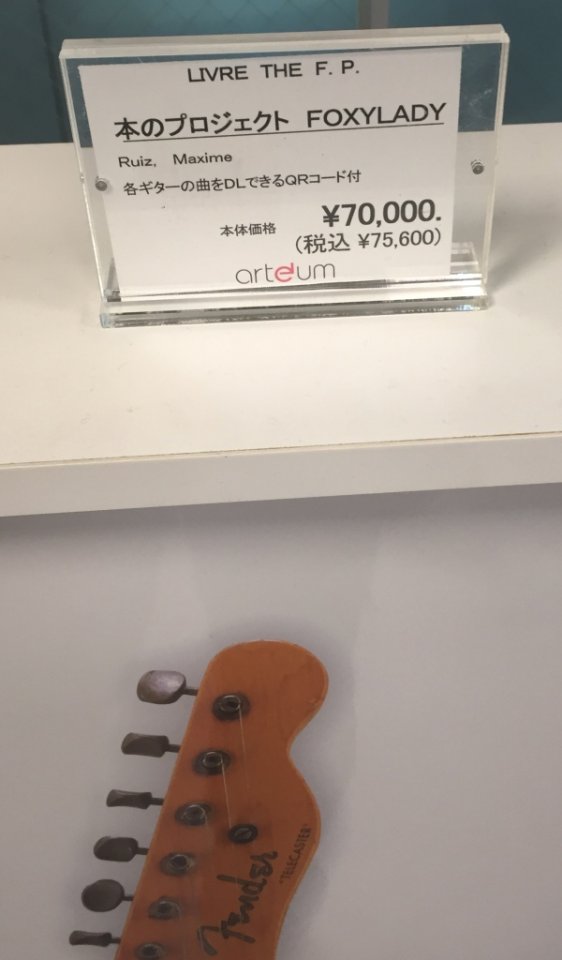 LIVRE THE F. P.
本のプロジェクト FOXYLADY
Ruiz, Maxime
各ギターの曲をDLできるQRコード付
本体価格 ¥70,000.
(税込 ¥75,600)
arteum
Fender
"TELECASTER"